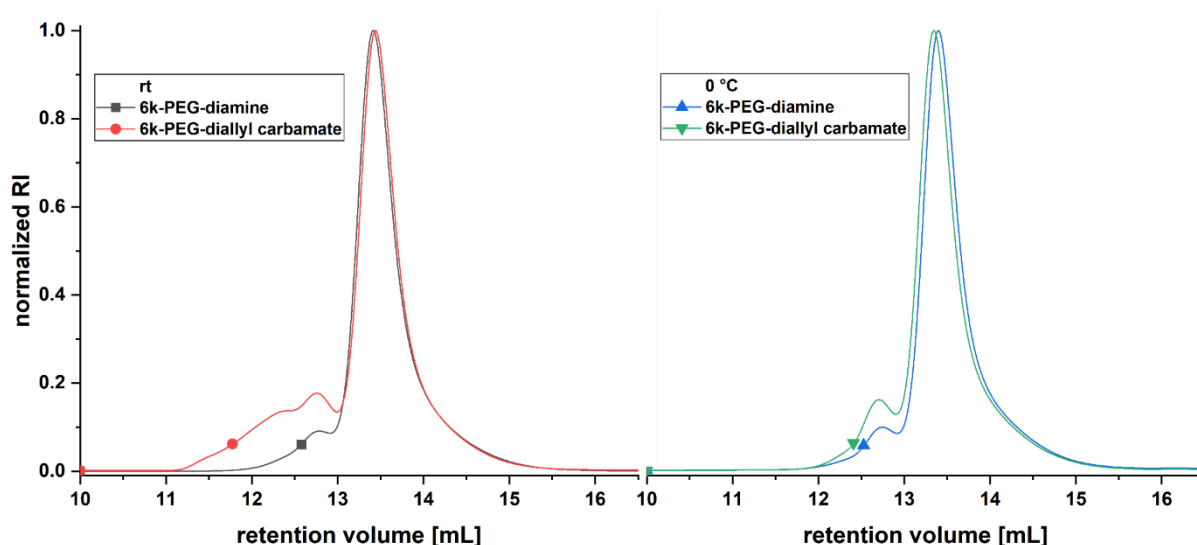 rt
6k-PEG-diamine
6k-PEG-diallyl carbamate
normalized RI
1.0
0.8
0.6
0.4
0.2
0.0
10 11 12 13 14 15 16
retention volume [mL]
0 °C
6k-PEG-diamine
6k-PEG-diallyl carbamate
10 11 12 13 14 15 16
retention volume [mL]